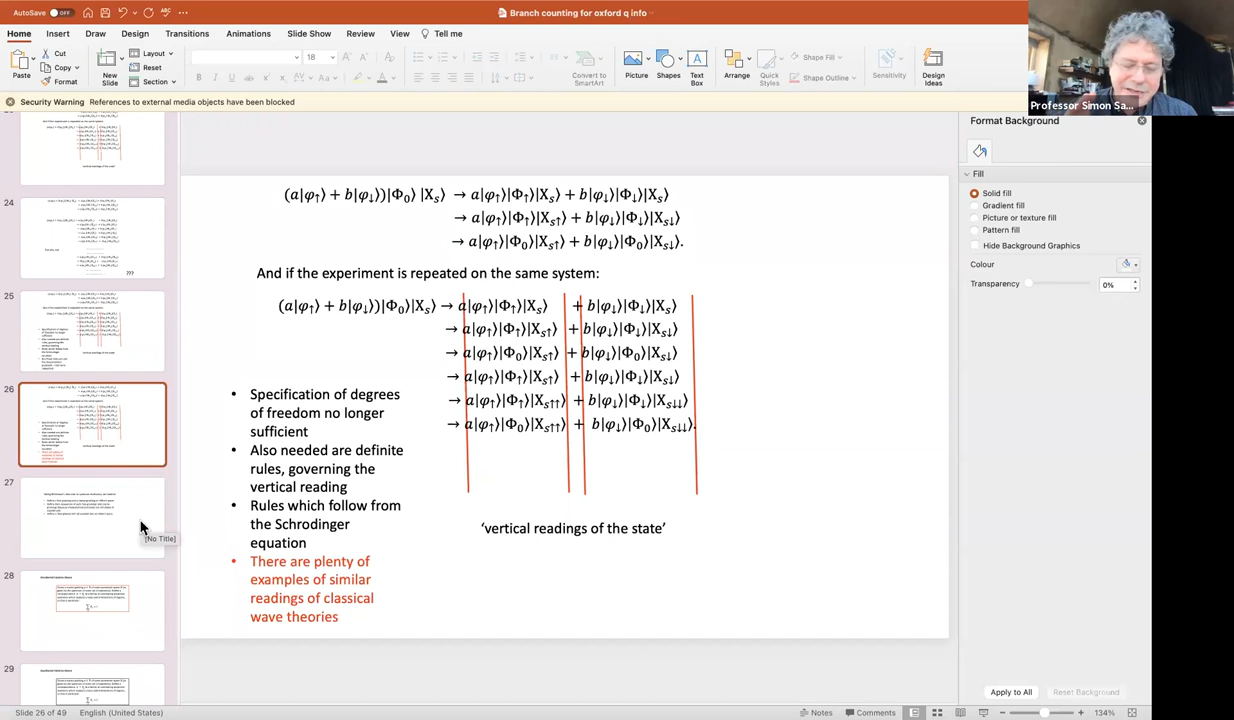 AutoSave OFF
Branch counting for oxford q info
Home Insert Draw Design Transitions Animations Slide Show Review View Tell me
Paste
Cut
Copy
Format
New Slide
Layout
Reset
Section
18
Convert to SmartArt
Picture
Shapes
Text Box
Arrange
Quick Styles
Shape Fill
Shape Outline
Sensitivity
Design Ideas
Professor Simon Sa...
Security Warning References to external media objects have been blocked
24
???
25
26
27
[No Title]
28
29
(a|φ↑⟩ + b|φ↓⟩)|Φ₀⟩ |Xₛ⟩ → a|φ↑⟩|Φ↑⟩|Xₛ⟩ + b|φ↓⟩|Φ↓⟩|Xₛ⟩
→ a|φ↑⟩|Φ↑⟩|Xₛ↑⟩ + b|φ↓⟩|Φ↓⟩|Xₛ↓⟩
→ a|φ↑⟩|Φ₀⟩|Xₛ↑⟩ + b|φ↓⟩|Φ₀⟩|Xₛ↓⟩.
And if the experiment is repeated on the same system:
(a|φ↑⟩ + b|φ↓⟩)|Φ₀⟩|Xₛ⟩ → a|φ↑⟩|Φ↑⟩|Xₛ⟩ + b|φ↓⟩|Φ↓⟩|Xₛ⟩
→ a|φ↑⟩|Φ↑⟩|Xₛ↑⟩ + b|φ↓⟩|Φ↓⟩|Xₛ↓⟩
→ a|φ↑⟩|Φ₀⟩|Xₛ↑⟩ + b|φ↓⟩|Φ₀⟩|Xₛ↓⟩
→ a|φ↑⟩|Φ↑⟩|Xₛ↑⟩ + b|φ↓⟩|Φ↓⟩|Xₛ↓⟩
→ a|φ↑⟩|Φ↑⟩|Xₛ↑↑⟩ + b|φ↓⟩|Φ↓⟩|Xₛ↓↓⟩
→ a|φ↑⟩|Φ₀⟩|Xₛ↑↑⟩ + b|φ↓⟩|Φ₀⟩|Xₛ↓↓⟩.
• Specification of degrees
of freedom no longer
sufficient
• Also needed are definite
rules, governing the
vertical reading
• Rules which follow from
the Schrodinger
equation
• There are plenty of
examples of similar
readings of classical
wave theories
'vertical readings of the state'
Format Background
Fill
Solid fill
Gradient fill
Picture or texture fill
Pattern fill
Hide Background Graphics
Colour
Transparency 0%
Apply to All Reset Background
Slide 26 of 49 English (United States) Notes Comments 134%